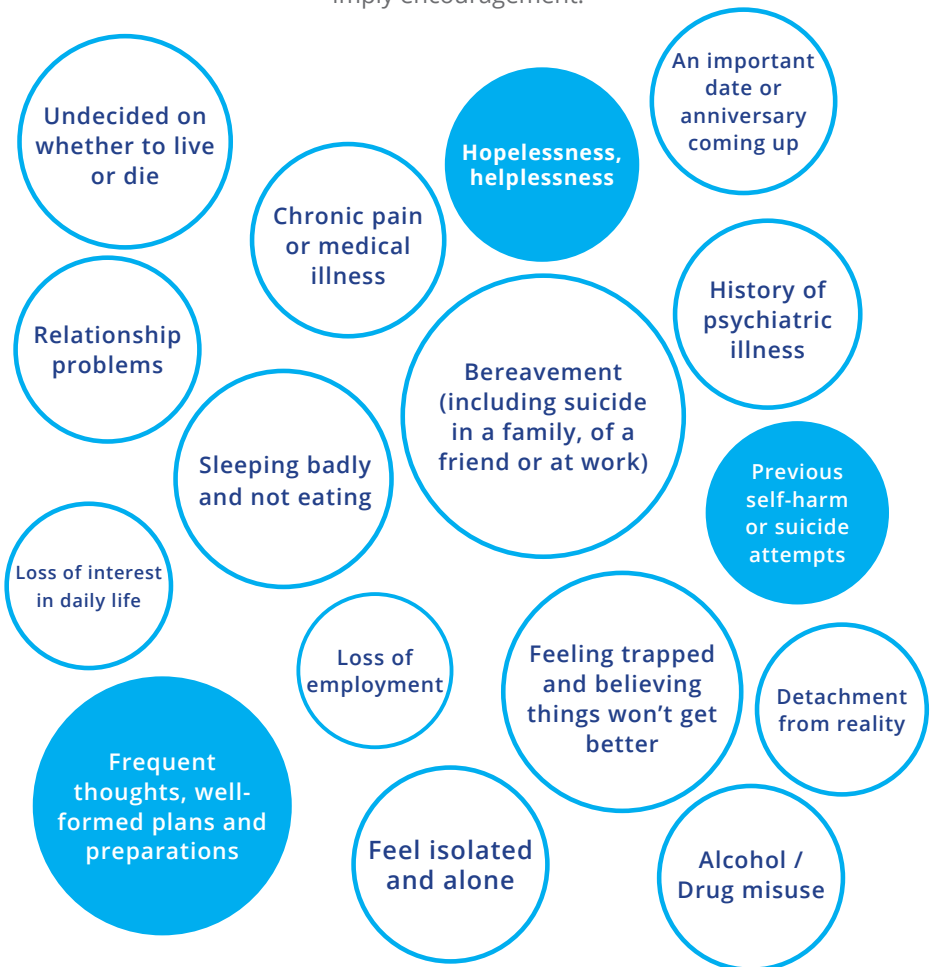 imply encouragement.
Undecided on
whether to live
or die
Hopelessness,
helplessness
An important
date or
anniversary
coming up
Chronic pain
or medical
illness
Relationship
problems
History of
psychiatric
illness
Bereavement
(including suicide
in a family, of a
friend or at work)
Sleeping badly
and not eating
Previous
self-harm
or suicide
attempts
Loss of interest
in daily life
Loss of
employment
Feeling trapped
and believing
things won’t get
better
Detachment
from reality
Frequent
thoughts, well-
formed plans and
preparations
Feel isolated
and alone
Alcohol /
Drug misuse